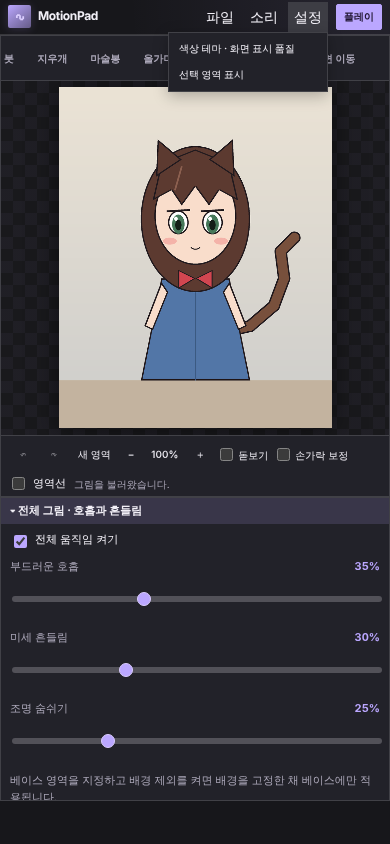 MotionPad
파일 소리 설정 플레이
색상 테마 · 화면 표시 품질
선택 영역 표시
붓 지우개 마술봉 이동
새 영역 − 100% + 돋보기 손가락 보정
영역선 그림을 불러왔습니다.
전체 그림 · 호흡과 흔들림
전체 움직임 켜기
부드러운 호흡 35%
미세 흔들림 30%
조명 숨쉬기 25%
베이스 영역을 지정하고 배경 제외를 켜면 배경을 고정한 채 베이스에만 적
용됩니다